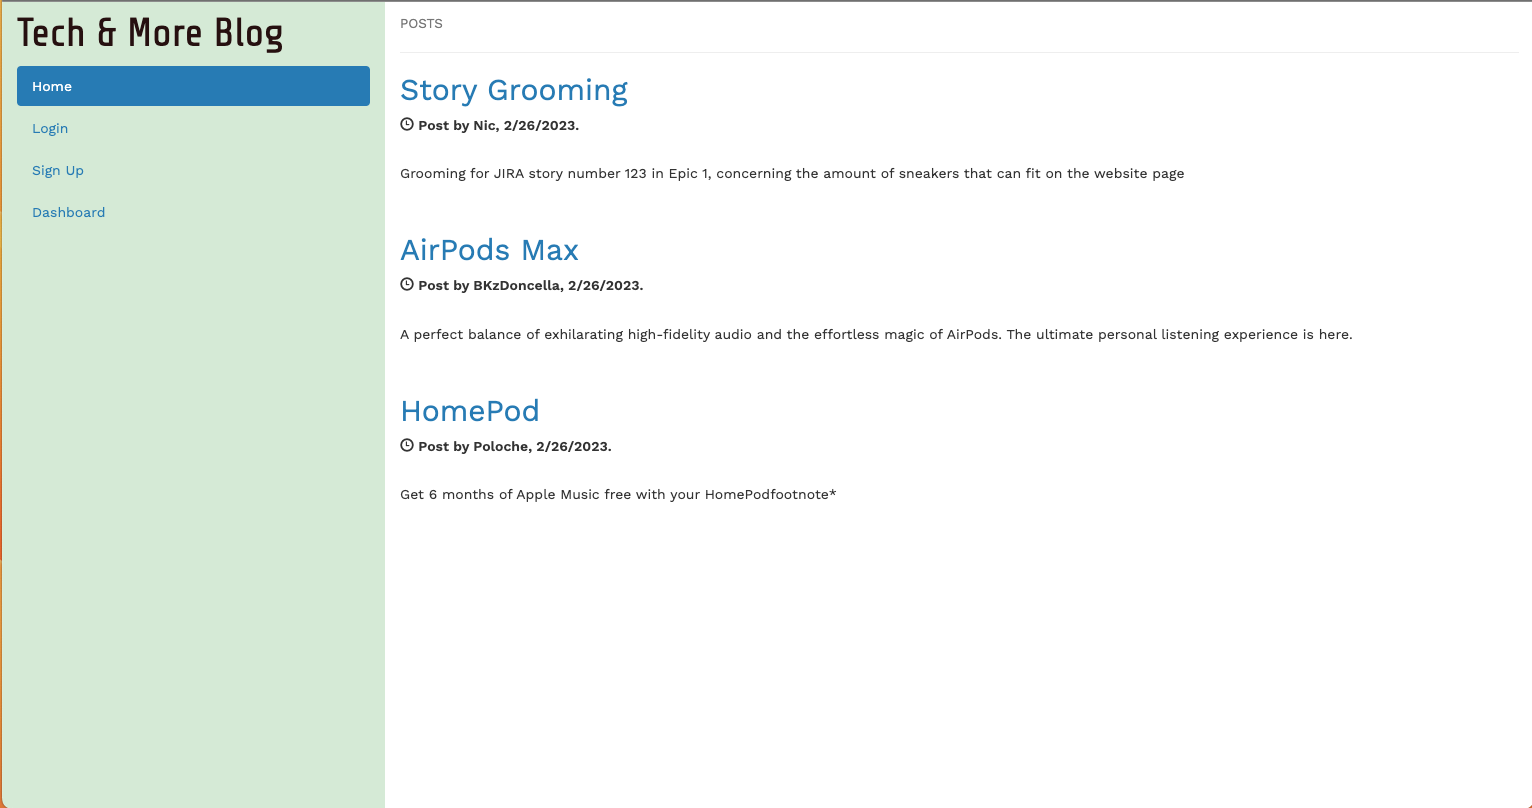 Tech & More Blog
Home
Login
Sign Up
Dashboard
POSTS
Story Grooming
Post by Nic, 2/26/2023.
Grooming for JIRA story number 123 in Epic 1, concerning the amount of sneakers that can fit on the website page
AirPods Max
Post by BKzDoncella, 2/26/2023.
A perfect balance of exhilarating high-fidelity audio and the effortless magic of AirPods. The ultimate personal listening experience is here.
HomePod
Post by Poloche, 2/26/2023.
Get 6 months of Apple Music free with your HomePodfootnote*